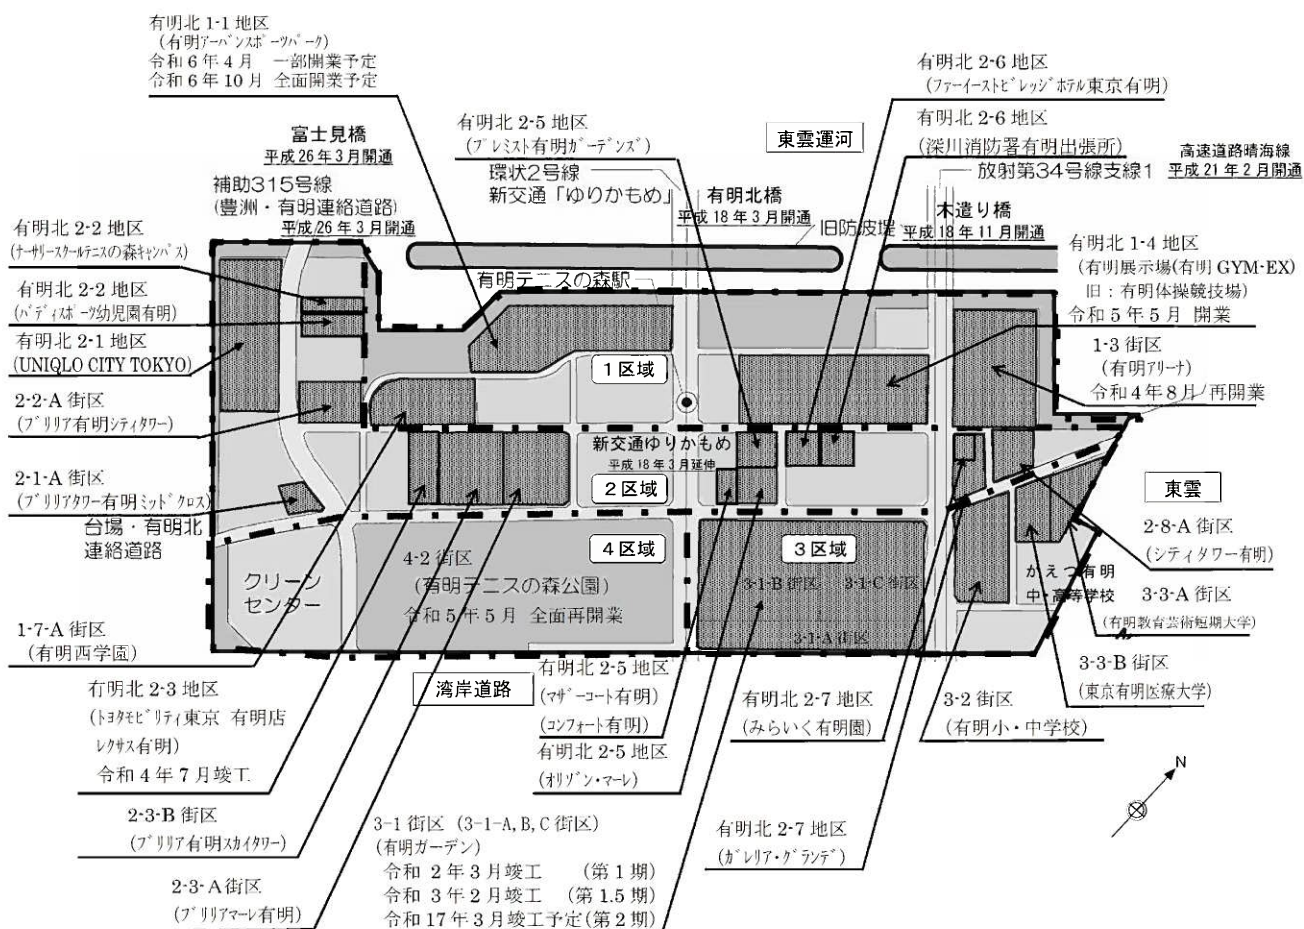 有明北 1-1 地区
(有明アーバンスポーツパーク)
令和 6 年 4 月　一部開業予定
令和 6 年 10 月　全面開業予定
富士見橋
平成 26 年 3 月開通
補助315号線
(豊洲・有明連絡道路)
平成 26 年 3 月開通
有明北 2-5 地区
(プレミスト有明ガーデンズ)
環状2号線
新交通「ゆりかもめ」
東雲運河
有明北橋
平成 18 年 3 月開通
有明北 2-6 地区
(ファーイーストビレッジホテル東京有明)
有明北 2-6 地区
(深川消防署有明出張所)
放射第34号線支線1
高速道路晴海線
平成 21 年 2 月開通
木遣り橋
平成 18 年 11 月開通
旧防波堤
有明テニスの森駅
有明北 2-2 地区
(ナーサリースクールテニスの森キャンパス)
有明北 2-2 地区
(バディスポーツ幼児園有明)
有明北 2-1 地区
(UNIQLO CITY TOKYO)
2-2-A 街区
(ブリリア有明シティタワー)
2-1-A 街区
(ブリリアタワー有明ミッドクロス)
台場・有明北
連絡道路
有明北 1-4 地区
(有明展示場(有明 GYM-EX)
旧：有明体操競技場)
令和 5 年 5 月 開業
1-3 街区
(有明アリーナ)
令和 4 年 8 月 再開業
1区域
新交通ゆりかもめ
平成 18 年 3 月延伸
2区域
4区域
3区域
東雲
4-2 街区
(有明テニスの森公園)
令和 5 年 5 月 全面再開業
クリーン
センター
3-1-B 街区
3-1-C 街区
3-1-A 街区
2-8-A 街区
(シティタワー有明)
かえつ有明
中・高等学校
3-3-A 街区
(有明教育芸術短期大学)
3-3-B 街区
(東京有明医療大学)
3-2 街区
(有明小・中学校)
1-7-A 街区
(有明西学園)
湾岸道路
有明北 2-3 地区
(トヨタモビリティ東京 有明店
レクサス有明)
令和 4 年 7 月竣工
有明北 2-5 地区
(マザーコート有明)
(コンフォート有明)
有明北 2-5 地区
(オリゾン・マーレ)
有明北 2-7 地区
(みらいく有明園)
有明北 2-7 地区
(ガレリア・グランデ)
2-3-B 街区
(ブリリア有明スカイタワー)
2-3-A 街区
(ブリリアマーレ有明)
3-1 街区 (3-1-A, B, C 街区)
(有明ガーデン)
令和 2 年 3 月竣工　(第 1 期)
令和 3 年 2 月竣工　(第 1.5 期)
令和 17 年 3 月竣工予定 (第 2 期)
N